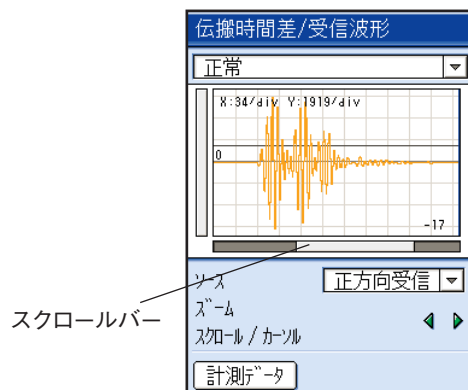 伝搬時間差/受信波形
正常
X:34/div Y:1919/div
0
-17
ソース 正方向受信
ズーム
スクロール / カーソル
スクロールバー
計測データ